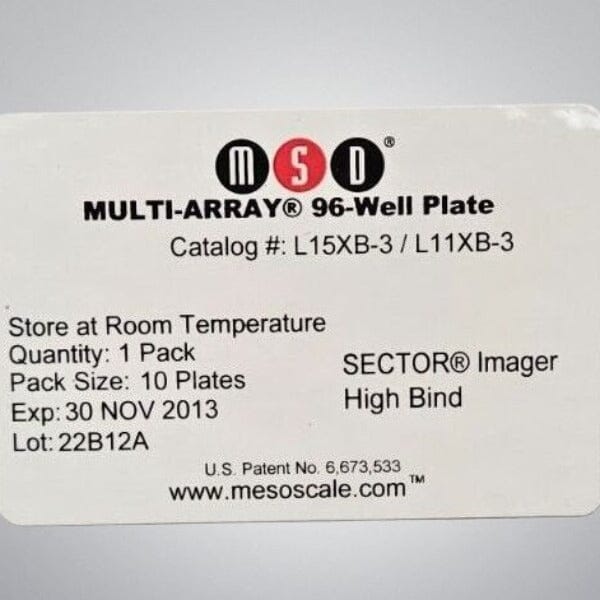 MSD®
MULTI-ARRAY® 96-Well Plate
Catalog #: L15XB-3 / L11XB-3
Store at Room Temperature
Quantity: 1 Pack
Pack Size: 10 Plates
Exp: 30 NOV 2013
Lot: 22B12A
SECTOR® Imager
High Bind
U.S. Patent No. 6,673,533
www.mesoscale.com™